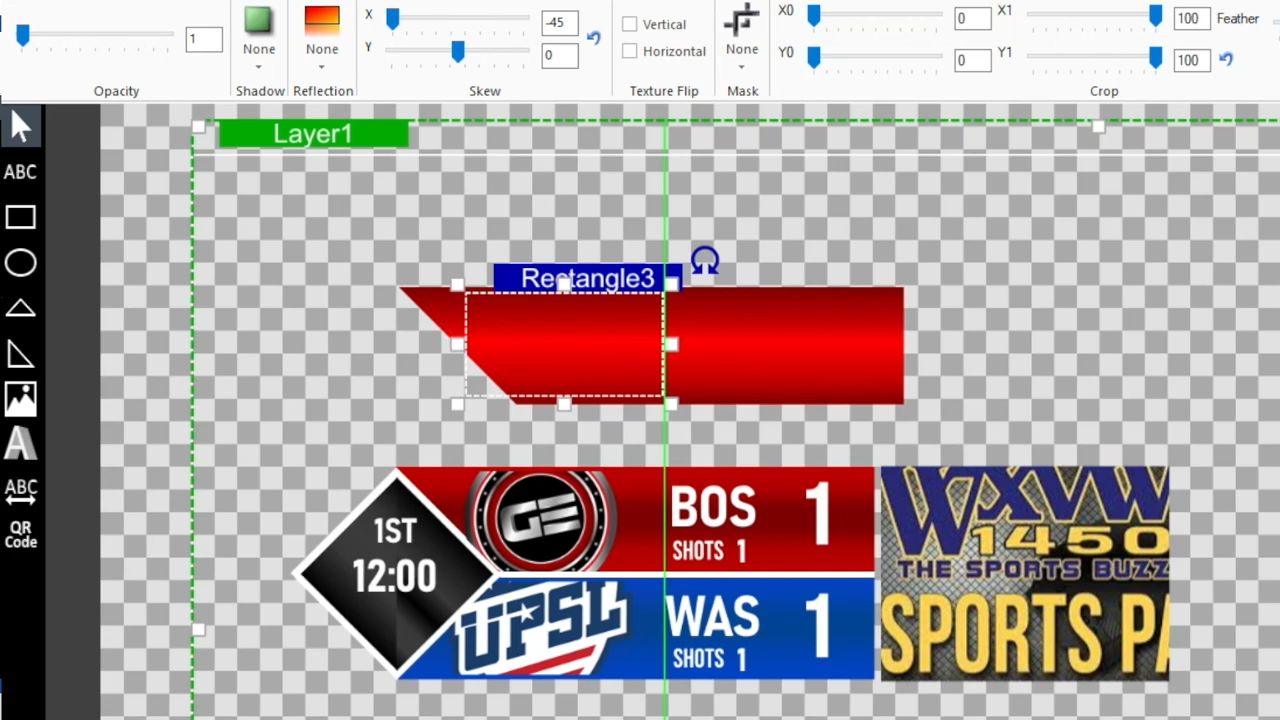 X
-45
Y
0
1
None
None
Vertical
Horizontal
None
X0
0
X1
100
Feather
Y0
0
Y1
100
Opacity
Shadow
Reflection
Skew
Texture Flip
Mask
Crop
Layer1
ABC
Rectangle3
A
ABC
QR
Code
1ST
12:00
GE
BOS
1
SHOTS 1
UPSL
WAS
1
SHOTS 1
WXVW
1450
THE SPORTS BUZZ
SPORTS PA